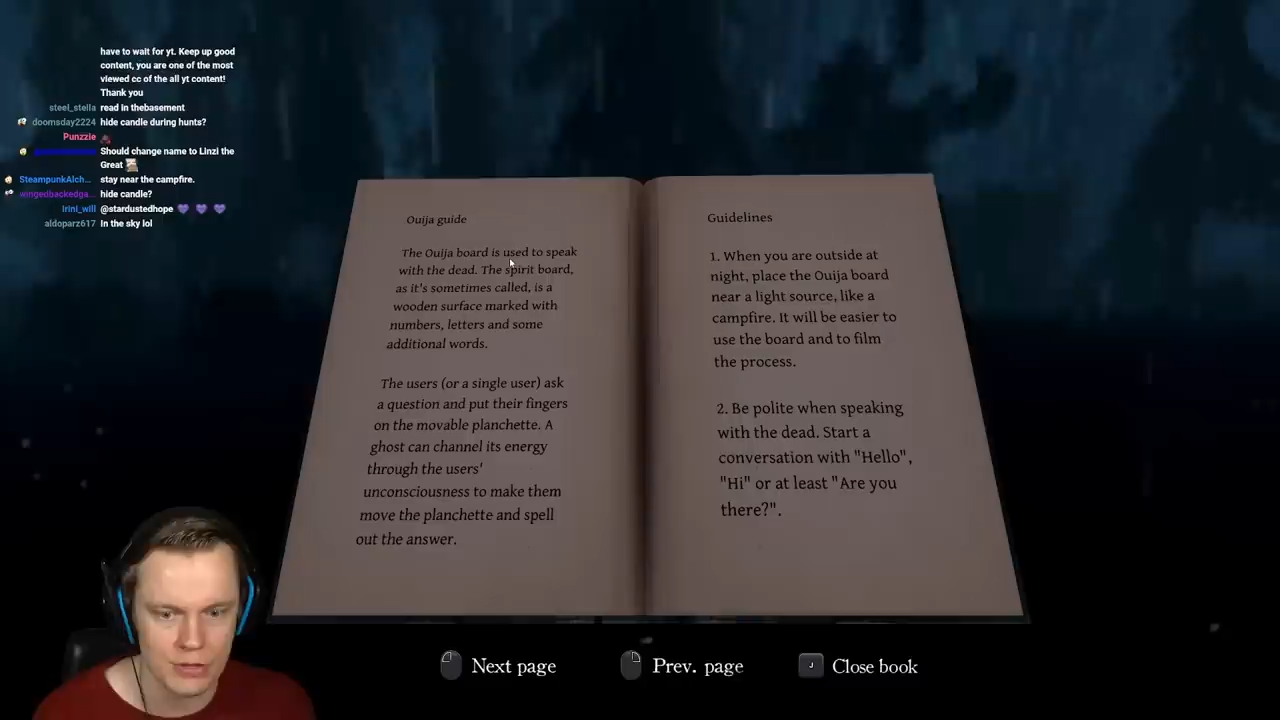 have to wait for yt. Keep up good
content, you are one of the most
viewed cc of the all yt content!
Thank you
steel_stella read in thebasement
doomsday2224 hide candle during hunts?
Punzzle
Should change name to Linzi the
Great
SteampunkAlch... stay near the campfire.
wingedbackedga... hide candle?
irini_will @stardustedhope
aldoparz617 In the sky lol
Ouija guide
The Ouija board is used to speak
with the dead. The spirit board,
as it's sometimes called, is a
wooden surface marked with
numbers, letters and some
additional words.
The users (or a single user) ask
a question and put their fingers
on the movable planchette. A
ghost can channel its energy
through the users'
unconsciousness to make them
move the planchette and spell
out the answer.
Guidelines
1. When you are outside at
night, place the Ouija board
near a light source, like a
campfire. It will be easier to
use the board and to film
the process.
2. Be polite when speaking
with the dead. Start a
conversation with "Hello",
"Hi" or at least "Are you
there?".
Next page
Prev. page
J Close book